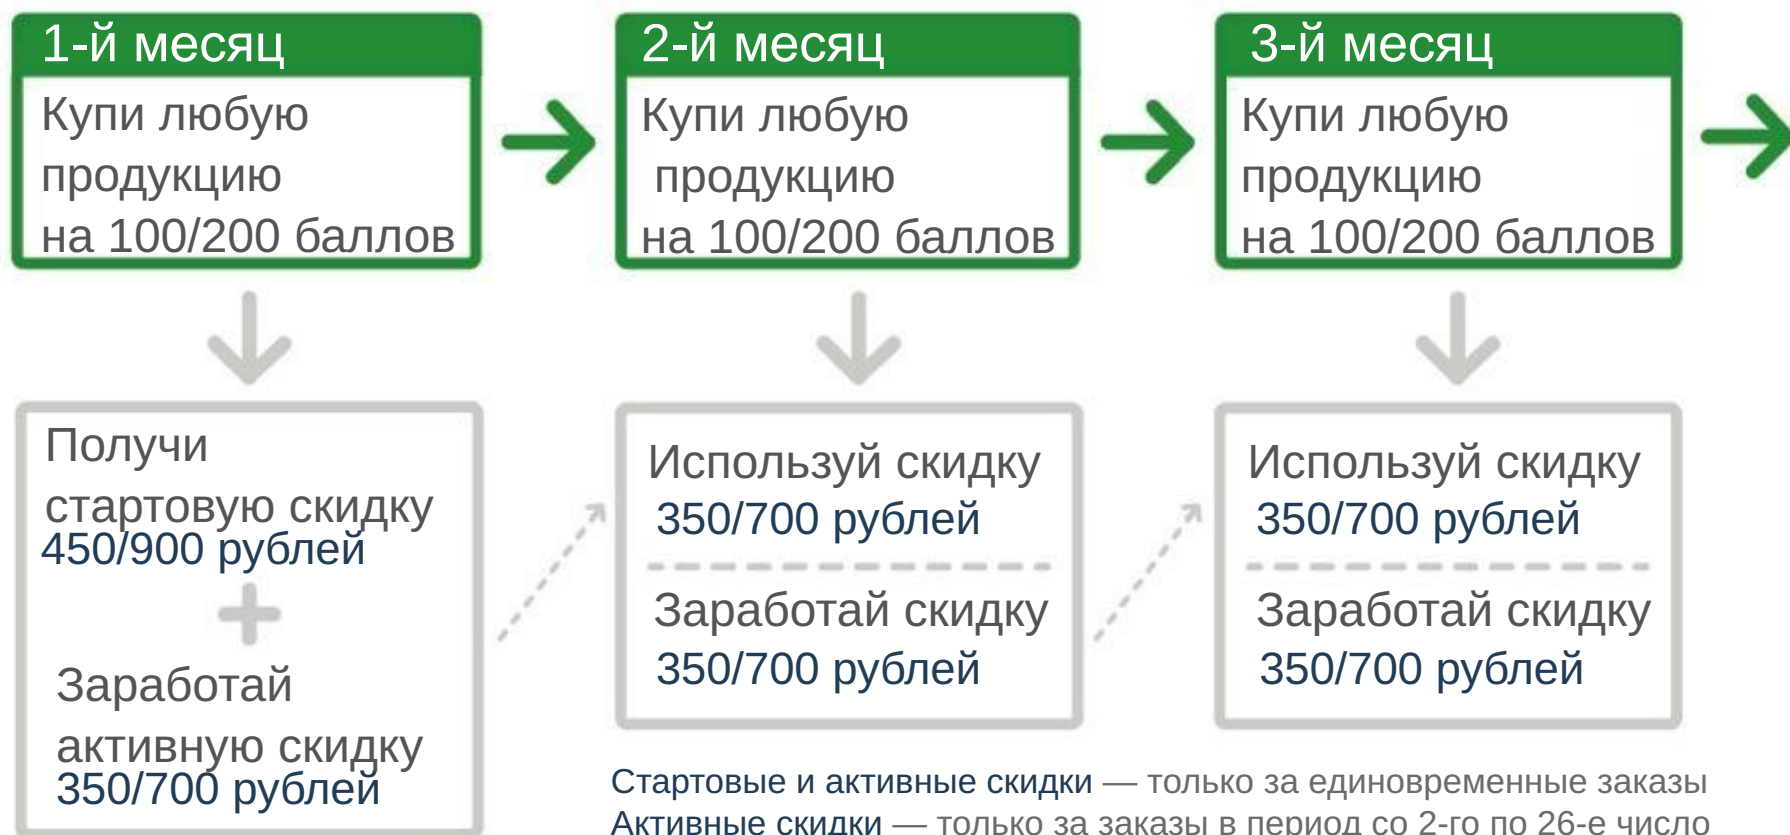 1-й месяц
Купи любую
продукцию
на 100/200 баллов
2-й месяц
Купи любую
продукцию
на 100/200 баллов
3-й месяц
Купи любую
продукцию
на 100/200 баллов
Получи
стартовую скидку
450/900 рублей
+
Заработай
активную скидку
350/700 рублей
Используй скидку
350/700 рублей
Заработай скидку
350/700 рублей
Используй скидку
350/700 рублей
Заработай скидку
350/700 рублей
Стартовые и активные скидки — только за единовременные заказы
Активные скидки — только за заказы в период со 2-го по 26-е число